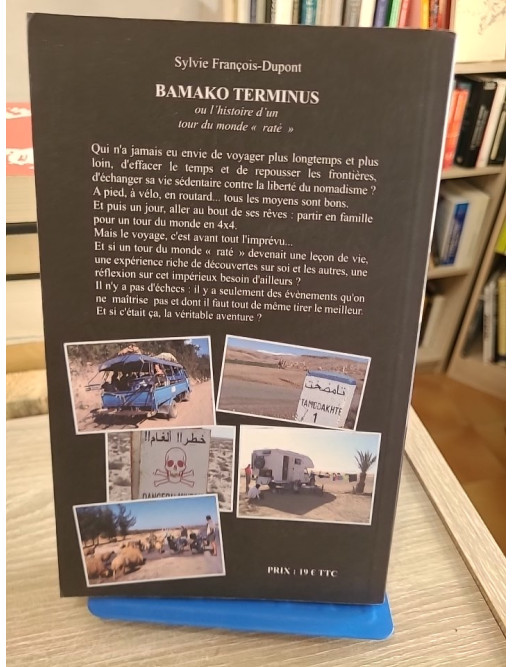 Sylvie François-Dupont
BAMAKO TERMINUS
ou l'histoire d'un
tour du monde « raté »
Qui n'a jamais eu envie de voyager plus longtemps et plus
loin, d'effacer le temps et de repousser les frontières,
d'échanger sa vie sédentaire contre la liberté du nomadisme ?
A pied, à vélo, en routard... tous les moyens sont bons.
Et puis un jour, aller au bout de ses rêves : partir en famille
pour un tour du monde en 4x4.
Mais le voyage, c'est avant tout l'imprévu...
Et si un tour du monde « raté » devenait une leçon de vie,
une expérience riche de découvertes sur soi et les autres, une
réflexion sur cet impérieux besoin d'ailleurs ?
Il n'y a pas d'échecs : il y a seulement des événements qu'on
ne maîtrise pas et dont il faut tout de même tirer le meilleur.
Et si c'était ça, la véritable aventure ?
تامضخت
TAMGDAKHTE
1
خطر!! الغام!!
DANGER
PRIX : 19 € TTC